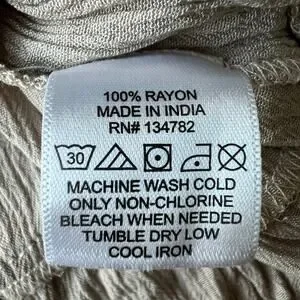 100% RAYON
MADE IN INDIA
RN# 134782
30
MACHINE WASH COLD
ONLY NON-CHLORINE
BLEACH WHEN NEEDED
TUMBLE DRY LOW
COOL IRON